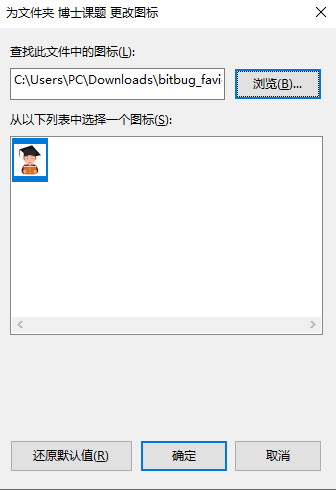 为文件夹 博士课题 更改图标
查找此文件中的图标(L):
C:\Users\PC\Downloads\bitbug_favi
浏览(B)...
从以下列表中选择一个图标(S):
还原默认值(R)
确定
取消